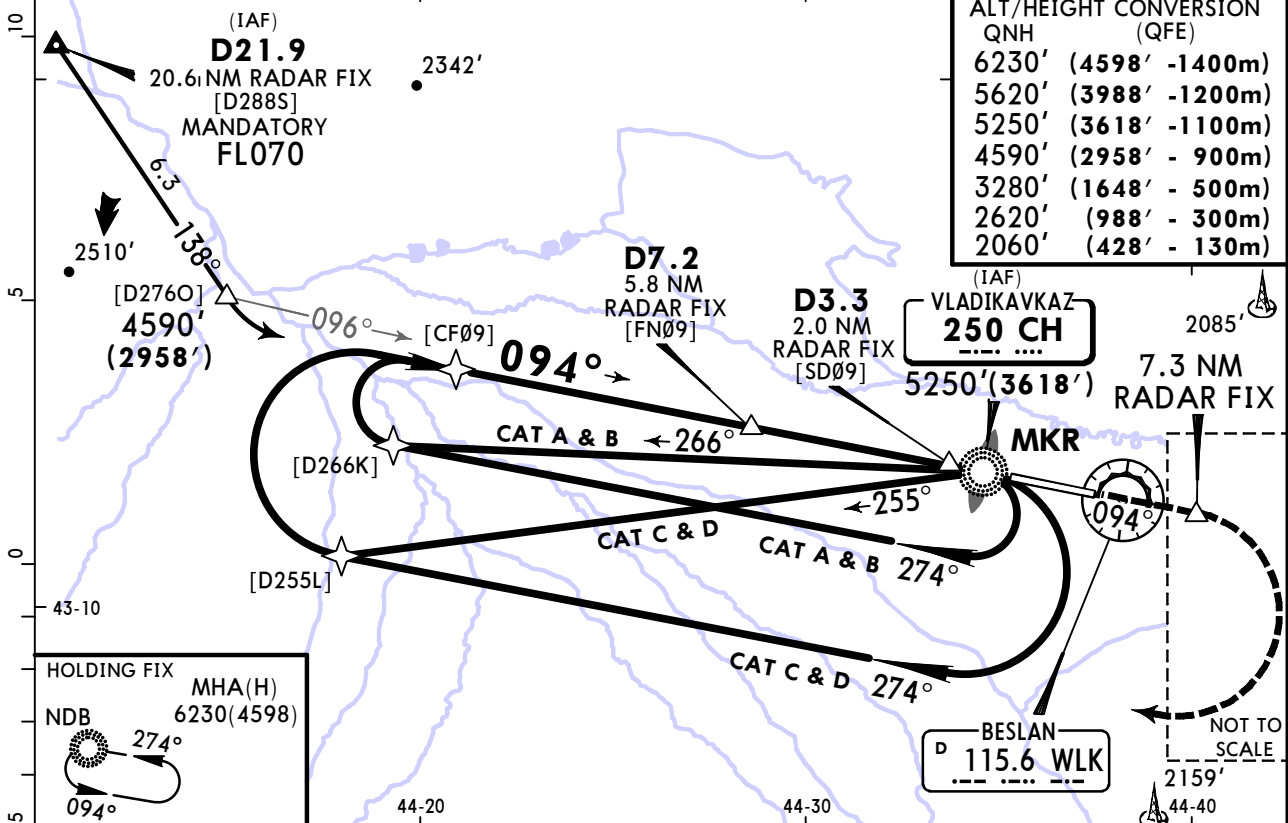 10
(IAF)
D21.9
20.6 NM RADAR FIX
[D288S]
MANDATORY
FL070
2342'
ALT/HEIGHT CONVERSION
QNH (QFE)
6230' (4598' -1400m)
5620' (3988' -1200m)
5250' (3618' -1100m)
4590' (2958' - 900m)
3280' (1648' - 500m)
2620' (988' - 300m)
2060' (428' - 130m)
6.3
138°
2510'
5
[D276O]
4590'
(2958')
096°
[CFØ9]
094°
D7.2
5.8 NM
RADAR FIX
[FNØ9]
D3.3
2.0 NM
RADAR FIX
[SDØ9]
(IAF)
VLADIKAVKAZ
250 CH
5250'(3618')
2085'
7.3 NM
RADAR FIX
MKR
CAT A & B
266°
[D266K]
255°
CAT C & D
CAT A & B 274°
094°
0
[D255L]
43-10
CAT C & D 274°
HOLDING FIX
MHA(H)
6230(4598)
NDB
274°
094°
BESLAN
D 115.6 WLK
NOT TO
SCALE
2159'
5
44-20
44-30
44-40